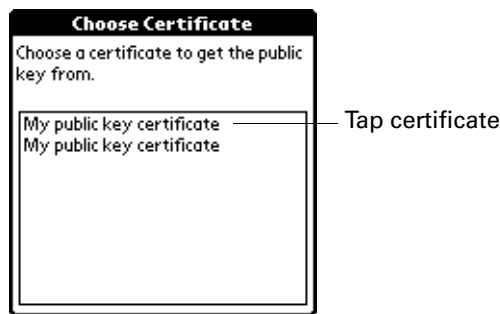 Choose Certificate
Choose a certificate to get the public
key from.
My public key certificate
Tap certificate
My public key certificate